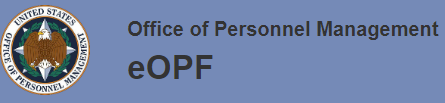 UNITED STATES
OFFICE OF PERSONNEL MANAGEMENT
Office of Personnel Management
eOPF